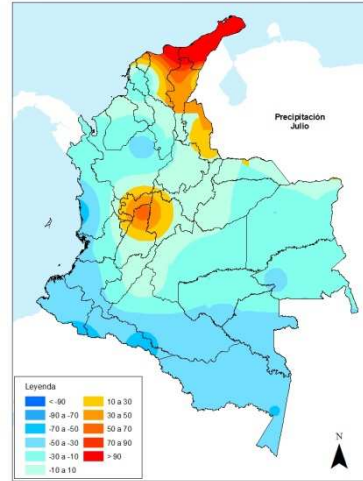 Precipitación
Julio
Leyenda
< -90
-90 a -70
-70 a -50
-50 a -30
-30 a -10
-10 a 10
10 a 30
30 a 50
50 a 70
70 a 90
> 90
N